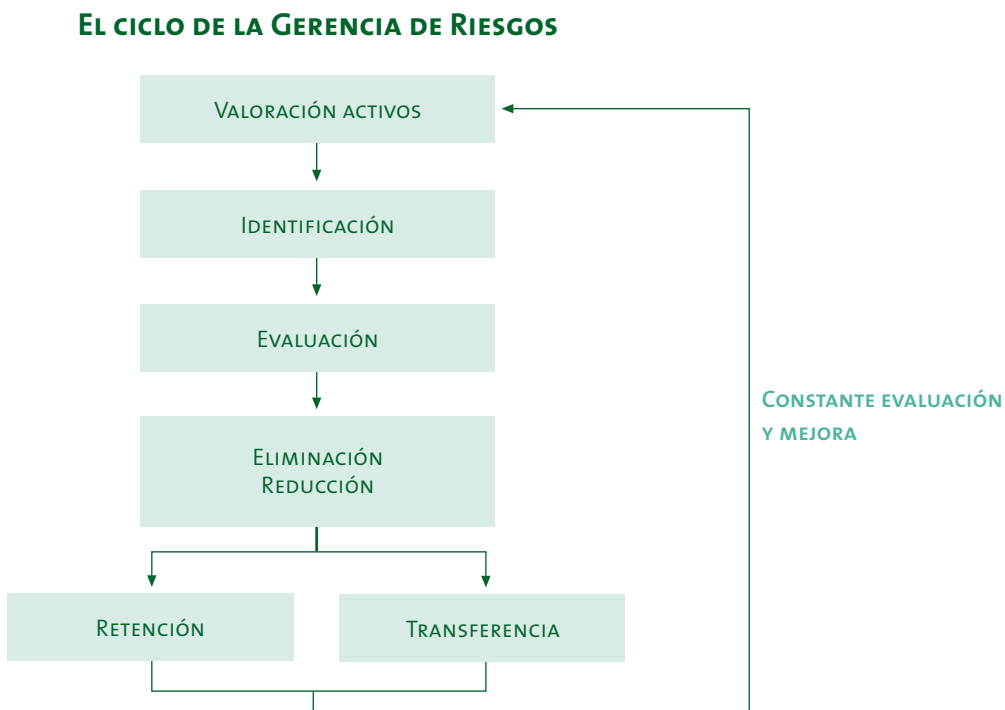 El ciclo de la Gerencia de Riesgos
Valoración activos
Identificación
Evaluación
Eliminación
Reducción
Constante evaluación
y mejora
Retención
Transferencia